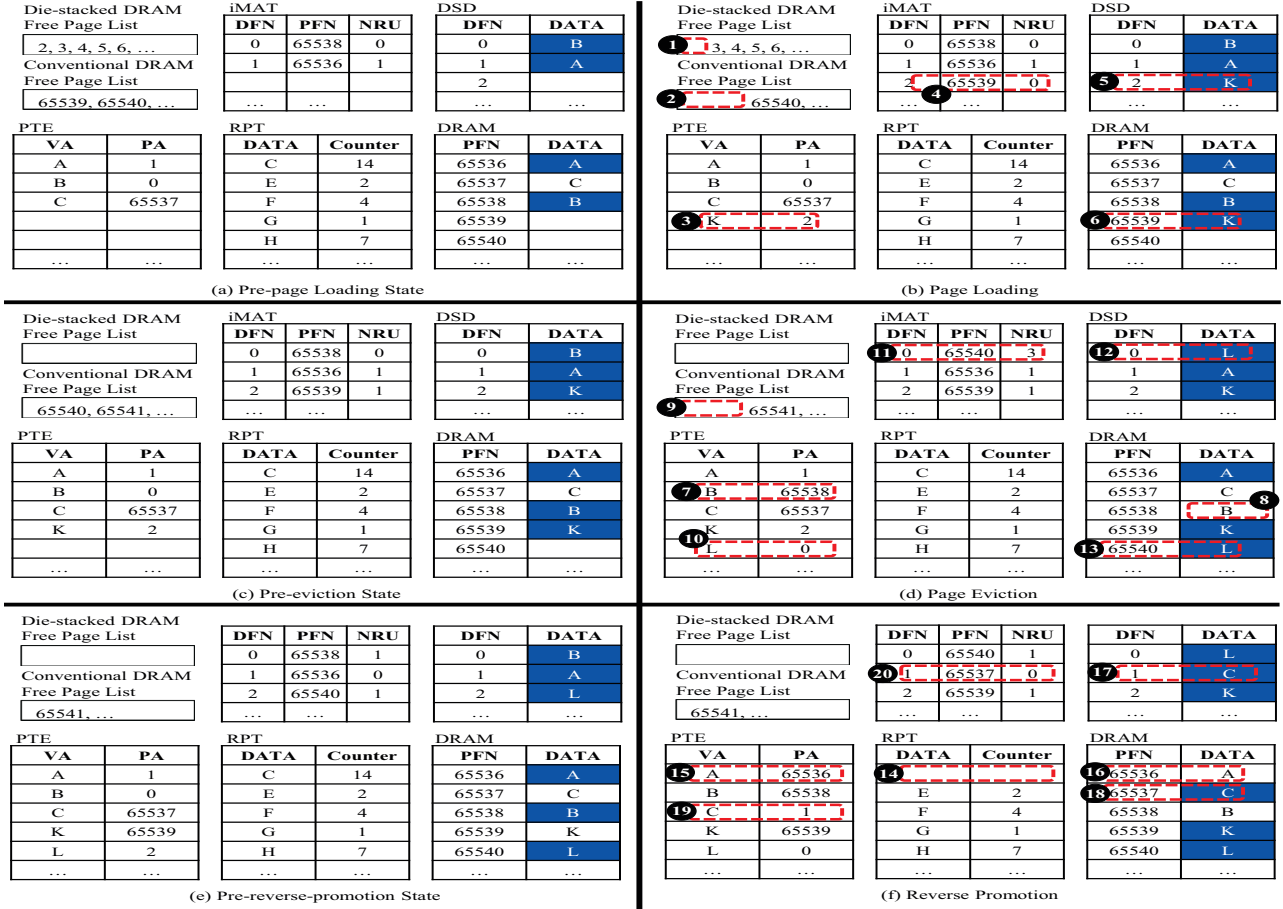 Die-stacked DRAM
Free Page List
2, 3, 4, 5, 6, …
Conventional DRAM
Free Page List
65539, 65540, …
iMAT
DFN PFN NRU
0 65538 0
1 65536 1
… …
DSD
DFN DATA
0 B
1 A
2
…
PTE
VA PA
A 1
B 0
C 65537
… …
RPT
DATA Counter
C 14
E 2
F 4
G 1
H 7
… …
DRAM
PFN DATA
65536 A
65537 C
65538 B
65539
65540
… …
(a) Pre-page Loading State
Die-stacked DRAM
Free Page List
1 3, 4, 5, 6, …
Conventional DRAM
Free Page List
2 65540, …
iMAT
DFN PFN NRU
0 65538 0
1 65536 1
2 65539 0
4
… …
DSD
DFN DATA
0 B
1 A
5 2 K
… …
PTE
VA PA
A 1
B 0
C 65537
3 K 2
… …
RPT
DATA Counter
C 14
E 2
F 4
G 1
H 7
… …
DRAM
PFN DATA
65536 A
65537 C
65538 B
6 65539 K
65540
… …
(b) Page Loading
Die-stacked DRAM
Free Page List
Conventional DRAM
Free Page List
65540, 65541, …
iMAT
DFN PFN NRU
0 65538 0
1 65536 1
2 65539 1
… …
DSD
DFN DATA
0 B
1 A
2 K
… …
PTE
VA PA
A 1
B 0
C 65537
K 2
… …
RPT
DATA Counter
C 14
E 2
F 4
G 1
H 7
… …
DRAM
PFN DATA
65536 A
65537 C
65538 B
65539 K
65540
… …
(c) Pre-eviction State
Die-stacked DRAM
Free Page List
Conventional DRAM
Free Page List
9 65541, …
iMAT
DFN PFN NRU
11 0 65540 3
1 65536 1
2 65539 1
… …
DSD
DFN DATA
12 0 L
1 A
2 K
… …
PTE
VA PA
A 1
7 B 65538
C 65537
K 2
10
L 0
… …
RPT
DATA Counter
C 14
E 2
F 4
G 1
H 7
… …
DRAM
PFN DATA
65536 A
65537 C
8
65538 B
65539 K
13 65540 L
… …
(d) Page Eviction
Die-stacked DRAM
Free Page List
Conventional DRAM
Free Page List
65541, …
DFN PFN NRU
0 65538 1
1 65536 0
2 65540 1
… …
DFN DATA
0 B
1 A
2 L
… …
PTE
VA PA
A 1
B 0
C 65537
K 65539
L 2
… …
RPT
DATA Counter
C 14
E 2
F 4
G 1
H 7
… …
DRAM
PFN DATA
65536 A
65537 C
65538 B
65539 K
65540 L
… …
(e) Pre-reverse-promotion State
Die-stacked DRAM
Free Page List
Conventional DRAM
Free Page List
65541, …
DFN PFN NRU
0 65540 1
20 1 65537 0
2 65539 1
… …
DFN DATA
0 L
17 1 C
2 K
… …
PTE
VA PA
15 A 65536
B 65538
19 C 1
K 65539
L 0
… …
RPT
DATA Counter
14
E 2
F 4
G 1
H 7
… …
DRAM
PFN DATA
16 65536 A
18 65537 C
65538 B
65539 K
65540 L
… …
(f) Reverse Promotion